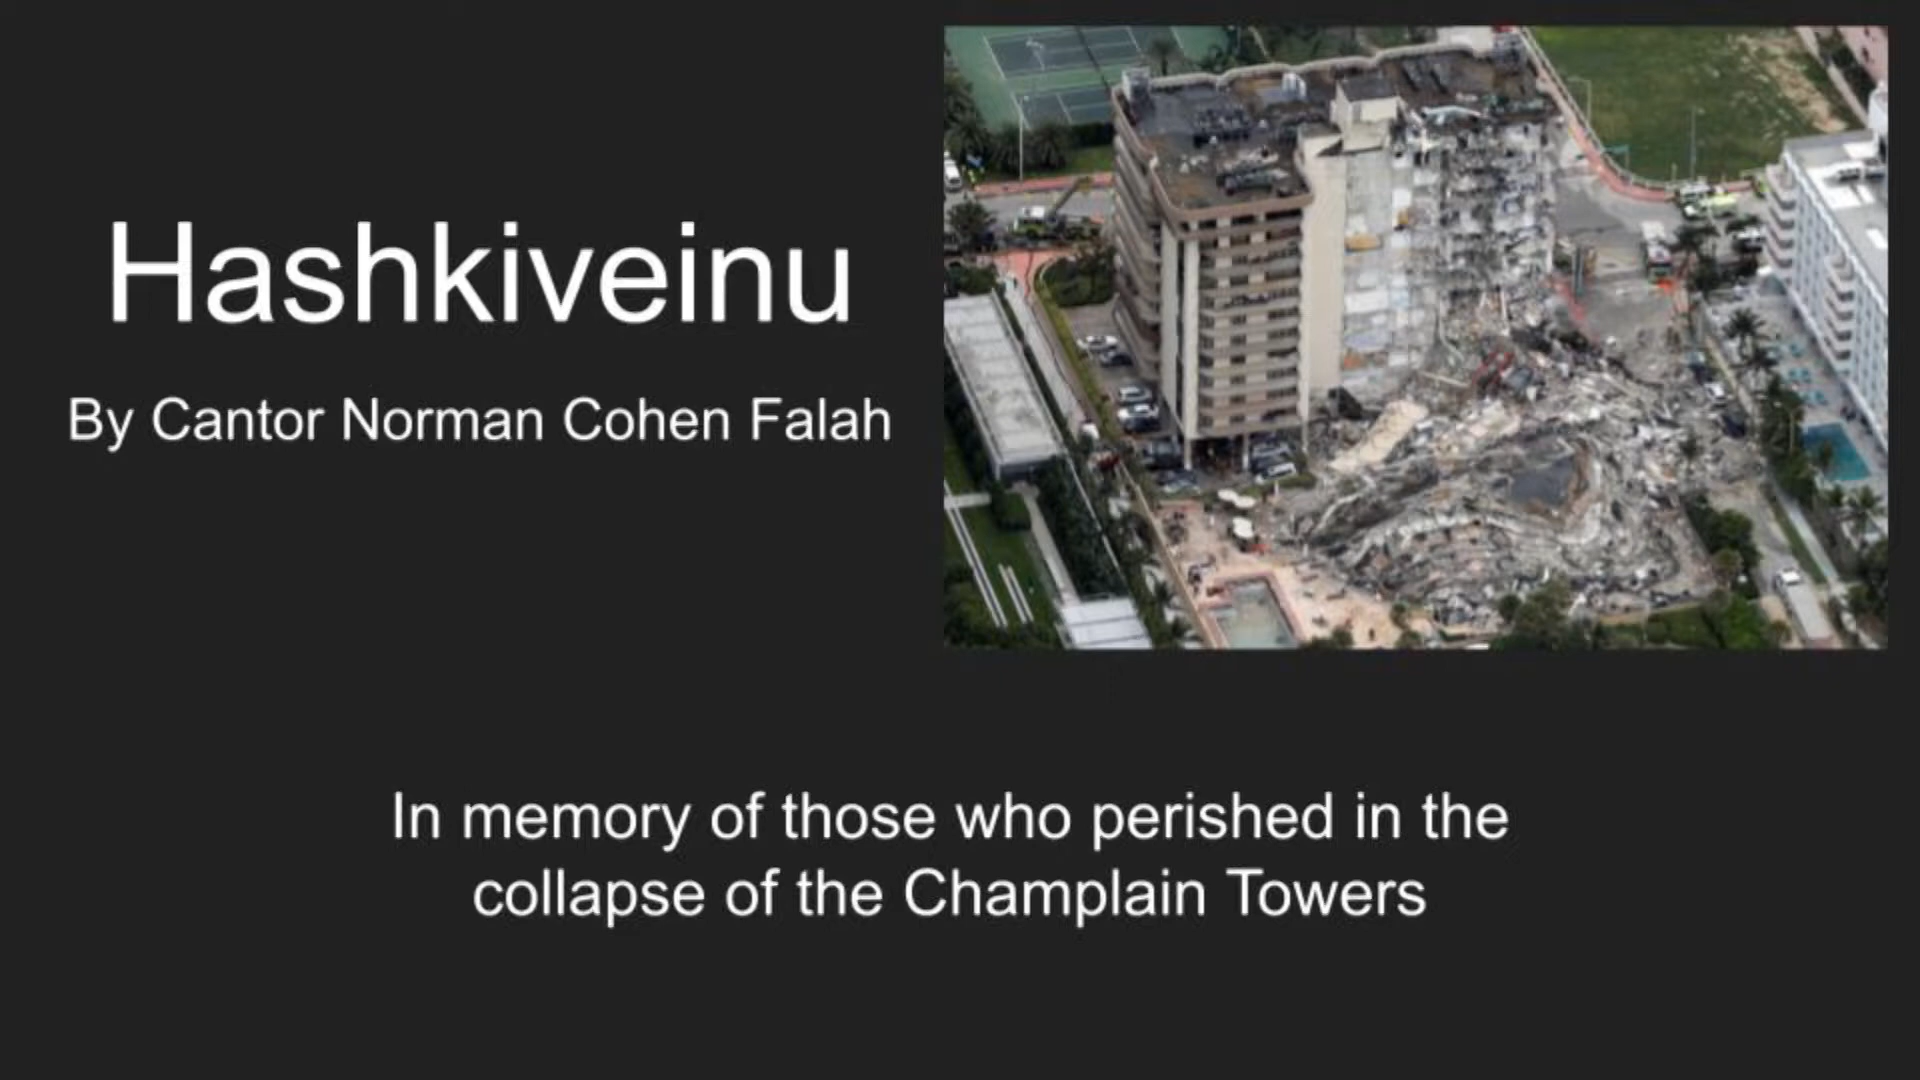 Hashkiveinu
By Cantor Norman Cohen Falah
In memory of those who perished in the
collapse of the Champlain Towers